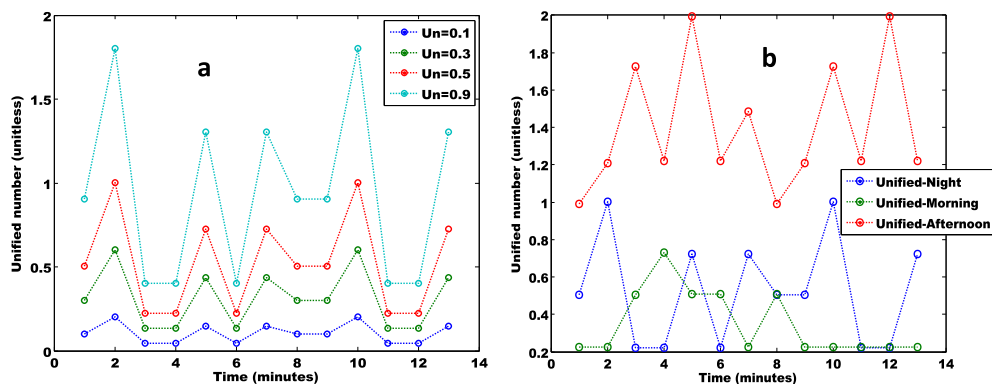 a
Un=0.1
Un=0.3
Un=0.5
Un=0.9
2
1.5
1
0.5
0
Unified number (unitless)
0 2 4 6 8 10 12 14
Time (minutes)
b
2
1.8
1.6
1.4
1.2
1
0.8
0.6
0.4
0.2
Unified number (unitless)
Unified-Night
Unified-Morning
Unified-Afternoon
0 2 4 6 8 10 12 14
Time (minutes)